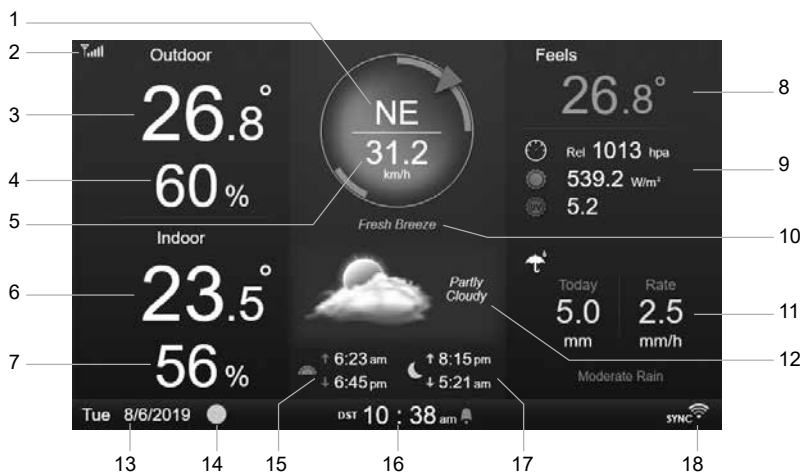 1
2
3
4
5
6
7
8
9
10
11
12
13
14
15
16
17
18
Outdoor
26.8°
60 %
Indoor
23.5°
56 %
NE
31.2
km/h
Fresh Breeze
Partly
Cloudy
↑ 6:23 am
↓ 6:45 pm
↑ 8:15 pm
↓ 5:21 am
Feels
26.8°
Rel 1013 hpa
539.2 W/m²
UV 5.2
Today Rate
5.0 2.5
mm mm/h
Moderate Rain
Tue 8/6/2019 DST 10 : 38 am SYNC